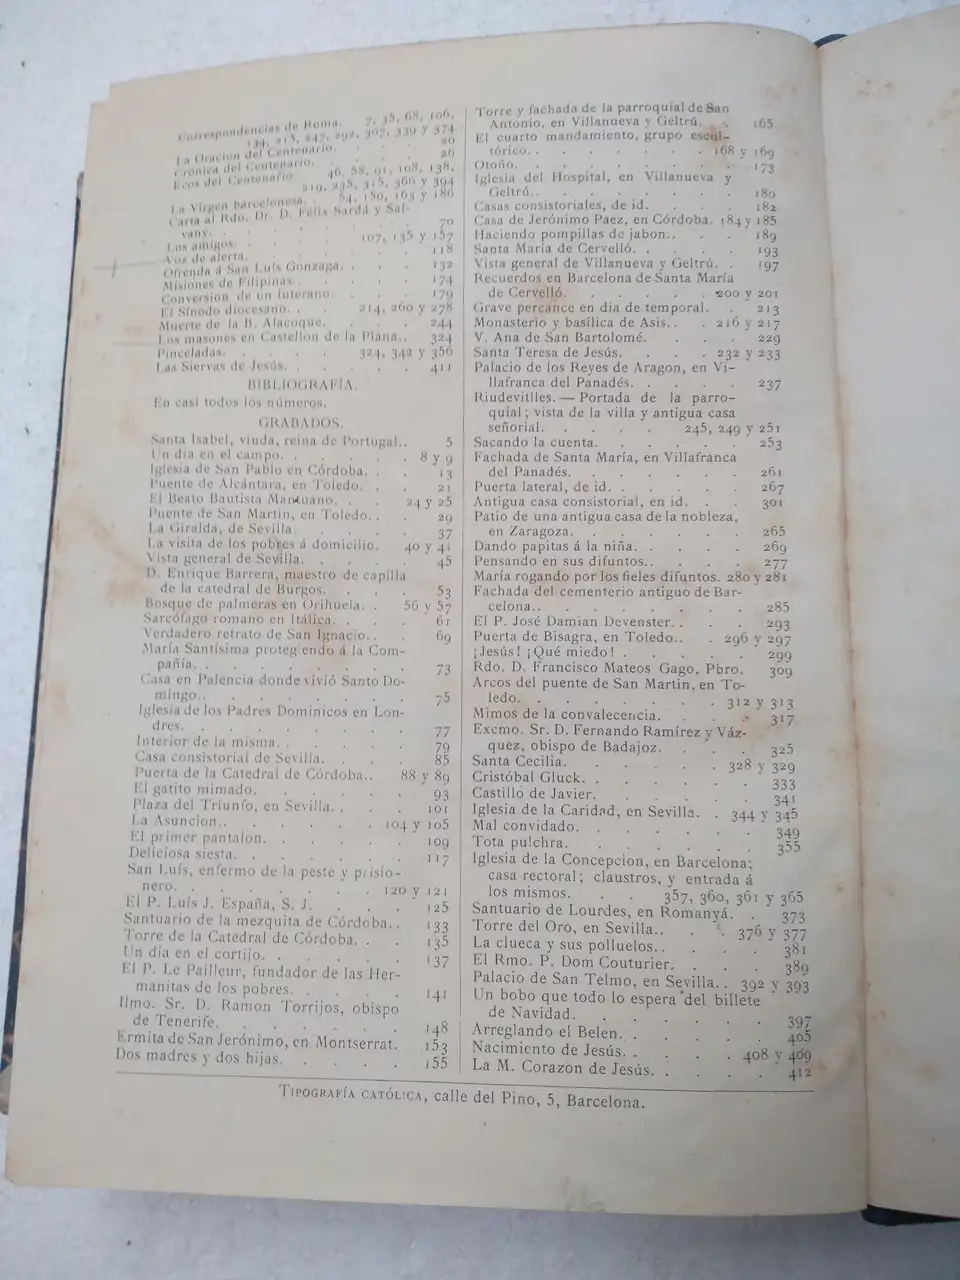 Correspondencias de Roma. 7, 38, 68, 106,
184, 215, 247, 292, 307, 339 y 374
La Oracion del Centenario. . . . 20
Crónica del Centenario. . . . 26
Ecos del Centenario. 46, 58, 91, 108, 138,
219, 235, 315, 366 y 394
La Virgen barcelonesa. . 54, 150, 163 y 186
Carta al Rdo. Dr. D. Félix Sardá y Sal-
vany. . . . . . . 70
Los amigos. . . . 107, 135 y 157
Voz de alerta. . . . . . 118
Ofrenda á San Luís Gonzaga. . . . 132
Misiones de Filipinas. . . . . 174
Conversion de un luterano. . . . 179
El Sínodo diocesano. . . 214, 260 y 278
Muerte de la B. Alacoque. . . . 244
Los masones en Castellon de la Plana. . 324
Pinceladas. . . . . 324, 342 y 356
Las Siervas de Jesús. . . . . 411
BIBLIOGRAFÍA.
En casi todos los números.
GRABADOS.
Santa Isabel, viuda, reina de Portugal. . 5
Un dia en el campo. . . . . 8 y 9
Iglesia de San Pablo en Córdoba. . . 13
Puente de Alcántara, en Toledo. . . 21
El Beato Bautista Mantuano. . . 24 y 25
Puente de San Martin, en Toledo. . . 29
La Giralda, de Sevilla. . . . . 37
La visita de los pobres á domicilio. 40 y 41
Vista general de Sevilla. . . . . 45
D. Enrique Barrera, maestro de capilla
de la catedral de Burgos. . . . 53
Bosque de palmeras en Orihuela. . 56 y 57
Sarcófago romano en Itálica. . . . 61
Verdadero retrato de San Ignacio. . . 69
María Santísima protegiendo á la Com-
pañía. . . . . . . . 73
Casa en Palencia donde vivió Santo Do-
mingo. . . . . . . . 75
Iglesia de los Padres Dominicos en Lon-
dres. . . . . . . . 77
Interior de la misma. . . . . 79
Casa consistorial de Sevilla. . . . 85
Puerta de la Catedral de Córdoba. . 88 y 89
El gatito mimado. . . . . . 93
Plaza del Triunfo, en Sevilla. . . . 101
La Asuncion. . . . . . 104 y 105
El primer pantalon. . . . . . 109
Deliciosa siesta. . . . . . . 117
San Luís, enfermo de la peste y prisio-
nero. . . . . . . 120 y 121
El P. Luís J. España, S. J. . . . 125
Santuario de la mezquita de Córdoba. . 133
Torre de la Catedral de Córdoba. . . 135
Un dia en el cortijo. . . . . . 137
El P. Le Pailleur, fundador de las Her-
manitas de los pobres. . . . . 141
Ilmo. Sr. D. Ramon Torrijos, obispo
de Tenerife. . . . . . . 148
Ermita de San Jerónimo, en Montserrat. 153
Dos madres y dos hijas. . . . . 155
Torre y fachada de la parroquial de San
Antonio, en Villanueva y Geltrú. . . 165
El cuarto mandamiento, grupo escul-
tórico. . . . . . . 168 y 169
Otoño. . . . . . . . 173
Iglesia del Hospital, en Villanueva y
Geltrú. . . . . . . . 180
Casas consistoriales, de id. . . . 182
Casa de Jerónimo Paez, en Córdoba. 184 y 185
Haciendo pompillas de jabon. . . . 189
Santa María de Cervelló. . . . . 193
Vista general de Villanueva y Geltrú. . 197
Recuerdos en Barcelona de Santa María
de Cervelló. . . . . . 200 y 201
Grave percance en dia de temporal. . . 213
Monasterio y basílica de Asis. . . 216 y 217
V. Ana de San Bartolomé. . . . 229
Santa Teresa de Jesús. . . . 232 y 233
Palacio de los Reyes de Aragon, en Vi-
llafranca del Panadés. . . . . 237
Riudevitlles. — Portada de la parro-
quial; vista de la villa y antigua casa
señorial. . . . . 245, 249 y 251
Sacando la cuenta. . . . . . 253
Fachada de Santa María, en Villafranca
del Panadés. . . . . . . 261
Puerta lateral, de id. . . . . . 267
Antigua casa consistorial, en id. . . . 301
Patio de una antigua casa de la nobleza,
en Zaragoza. . . . . . . 265
Dando papitas á la niña. . . . . 269
Pensando en sus difuntos. . . . . 277
María rogando por los fieles difuntos. 280 y 281
Fachada del cementerio antiguo de Bar-
celona. . . . . . . . 285
El P. José Damian Devenster. . . . 293
Puerta de Bisagra, en Toledo. . . 296 y 297
¡Jesús! ¡Qué miedo! . . . . . 299
Rdo. D. Francisco Mateos Gago, Pbro. 309
Arcos del puente de San Martin, en To-
ledo. . . . . . . 312 y 313
Mimos de la convalecencia. . . . 317
Excmo. Sr. D. Fernando Ramírez y Váz-
quez, obispo de Badajoz. . . . 325
Santa Cecilia. . . . . . 328 y 329
Cristóbal Gluck. . . . . . . 333
Castillo de Javier. . . . . . 341
Iglesia de la Caridad, en Sevilla. . 344 y 345
Mal convidado. . . . . . . 349
Tota pulchra. . . . . . . 355
Iglesia de la Concepcion, en Barcelona;
casa rectoral; claustros, y entrada á
los mismos. . . 357, 360, 361 y 365
Santuario de Lourdes, en Romanyá. . 373
Torre del Oro, en Sevilla. . . . 376 y 377
La clueca y sus polluelos. . . . . 381
El Rmo. P. Dom Couturier. . . . 389
Palacio de San Telmo, en Sevilla. . 392 y 393
Un bobo que todo lo espera del billete
de Navidad. . . . . . . 397
Arreglando el Belen. . . . . . 405
Nacimiento de Jesús. . . . . 408 y 409
La M. Corazon de Jesús. . . . . 412
TIPOGRAFÍA CATÓLICA, calle del Pino, 5, Barcelona.